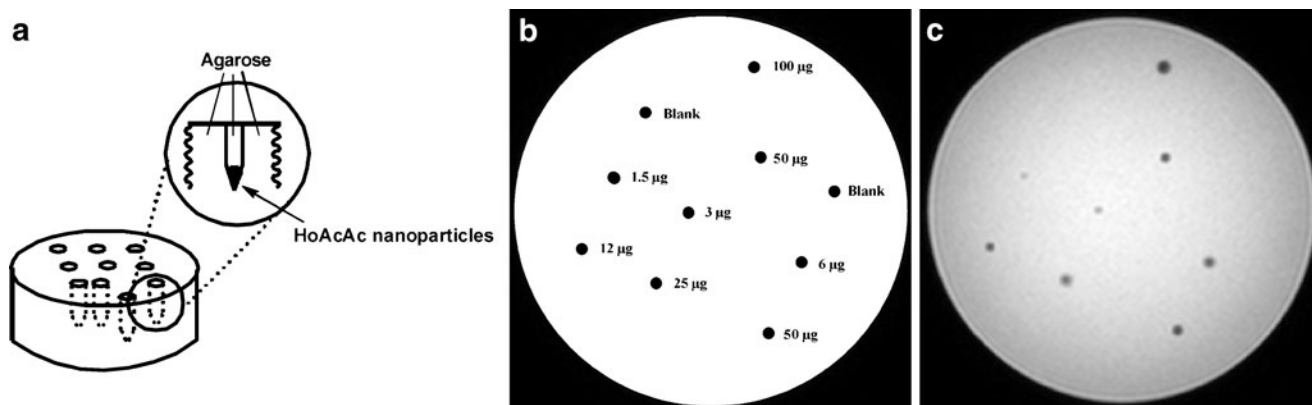 a
Agarose
HoAcAc nanoparticles
b
100 µg
Blank
50 µg
1.5 µg
Blank
3 µg
12 µg
6 µg
25 µg
50 µg
c